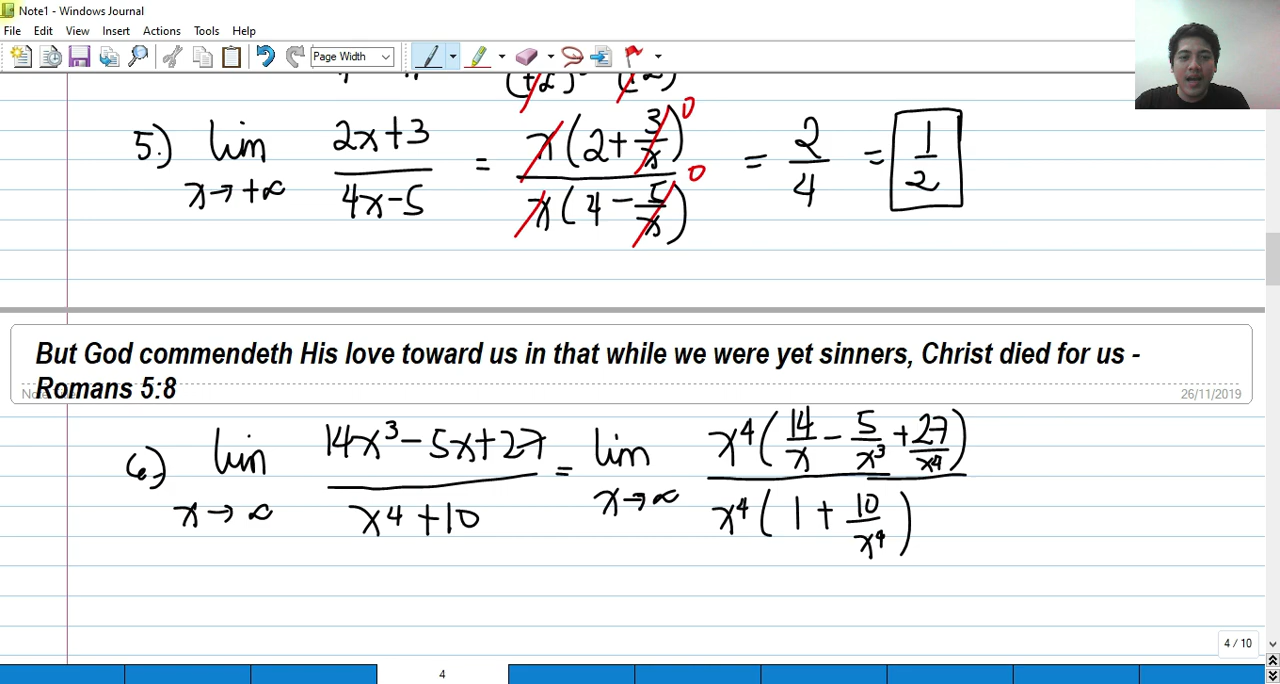 Note1 - Windows Journal
File Edit View Insert Actions Tools Help
Page Width
5.) lim x→+∞ (2x+3)/(4x-5) = x(2+3/x)^0 / x(4-5/x)^0 = 2/4 = 1/2
But God commendeth His love toward us in that while we were yet sinners, Christ died for us -
Romans 5:8
26/11/2019
6.) lim x→∞ (14x³-5x+27)/(x⁴+10) = lim x→∞ x⁴(14/x - 5/x³ + 27/x⁴) / x⁴(1 + 10/x⁴)
4 / 10
4